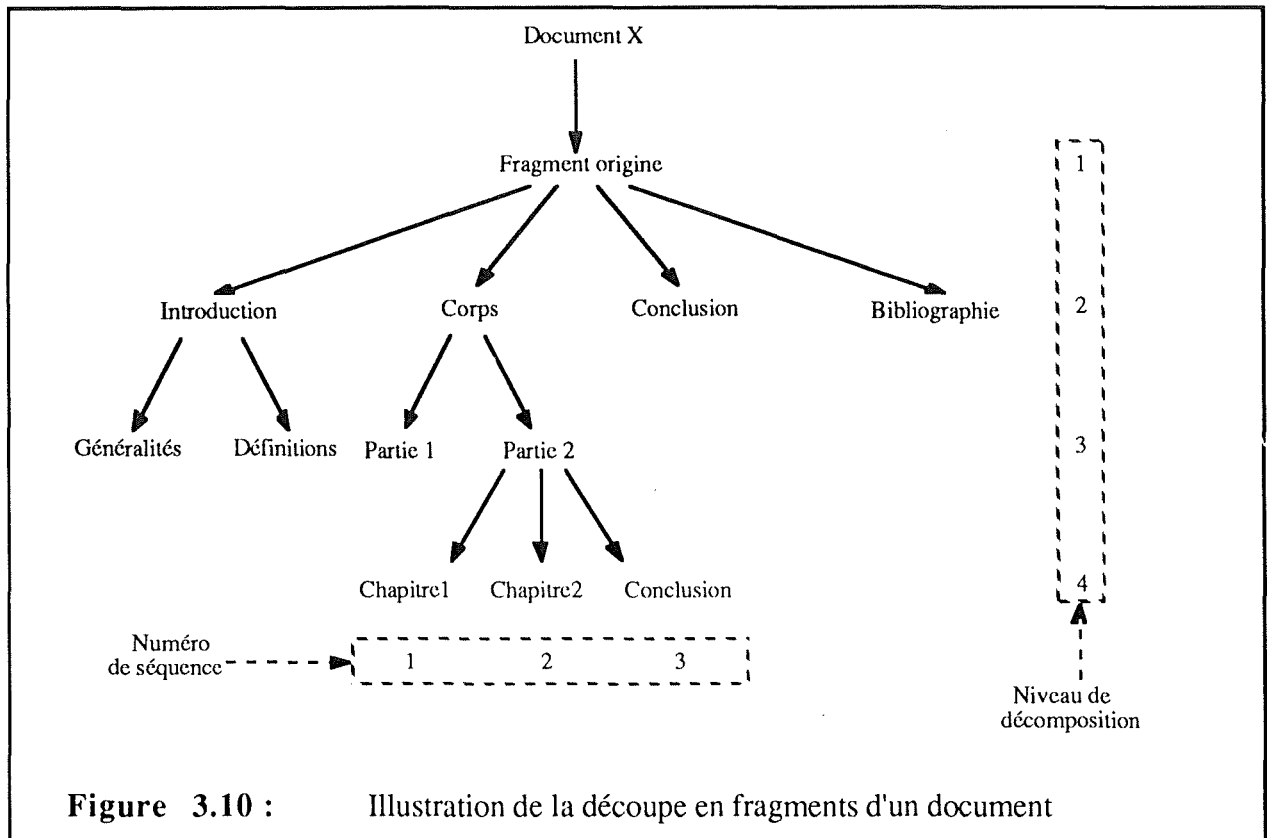 Document X
Fragment origine
1
Introduction Corps Conclusion Bibliographie 2
Généralités Définitions Partie 1 Partie 2 3
Chapitre1 Chapitre2 Conclusion 4
Numéro
de séquence 1 2 3
Niveau de
décomposition
Figure 3.10 : Illustration de la découpe en fragments d'un document